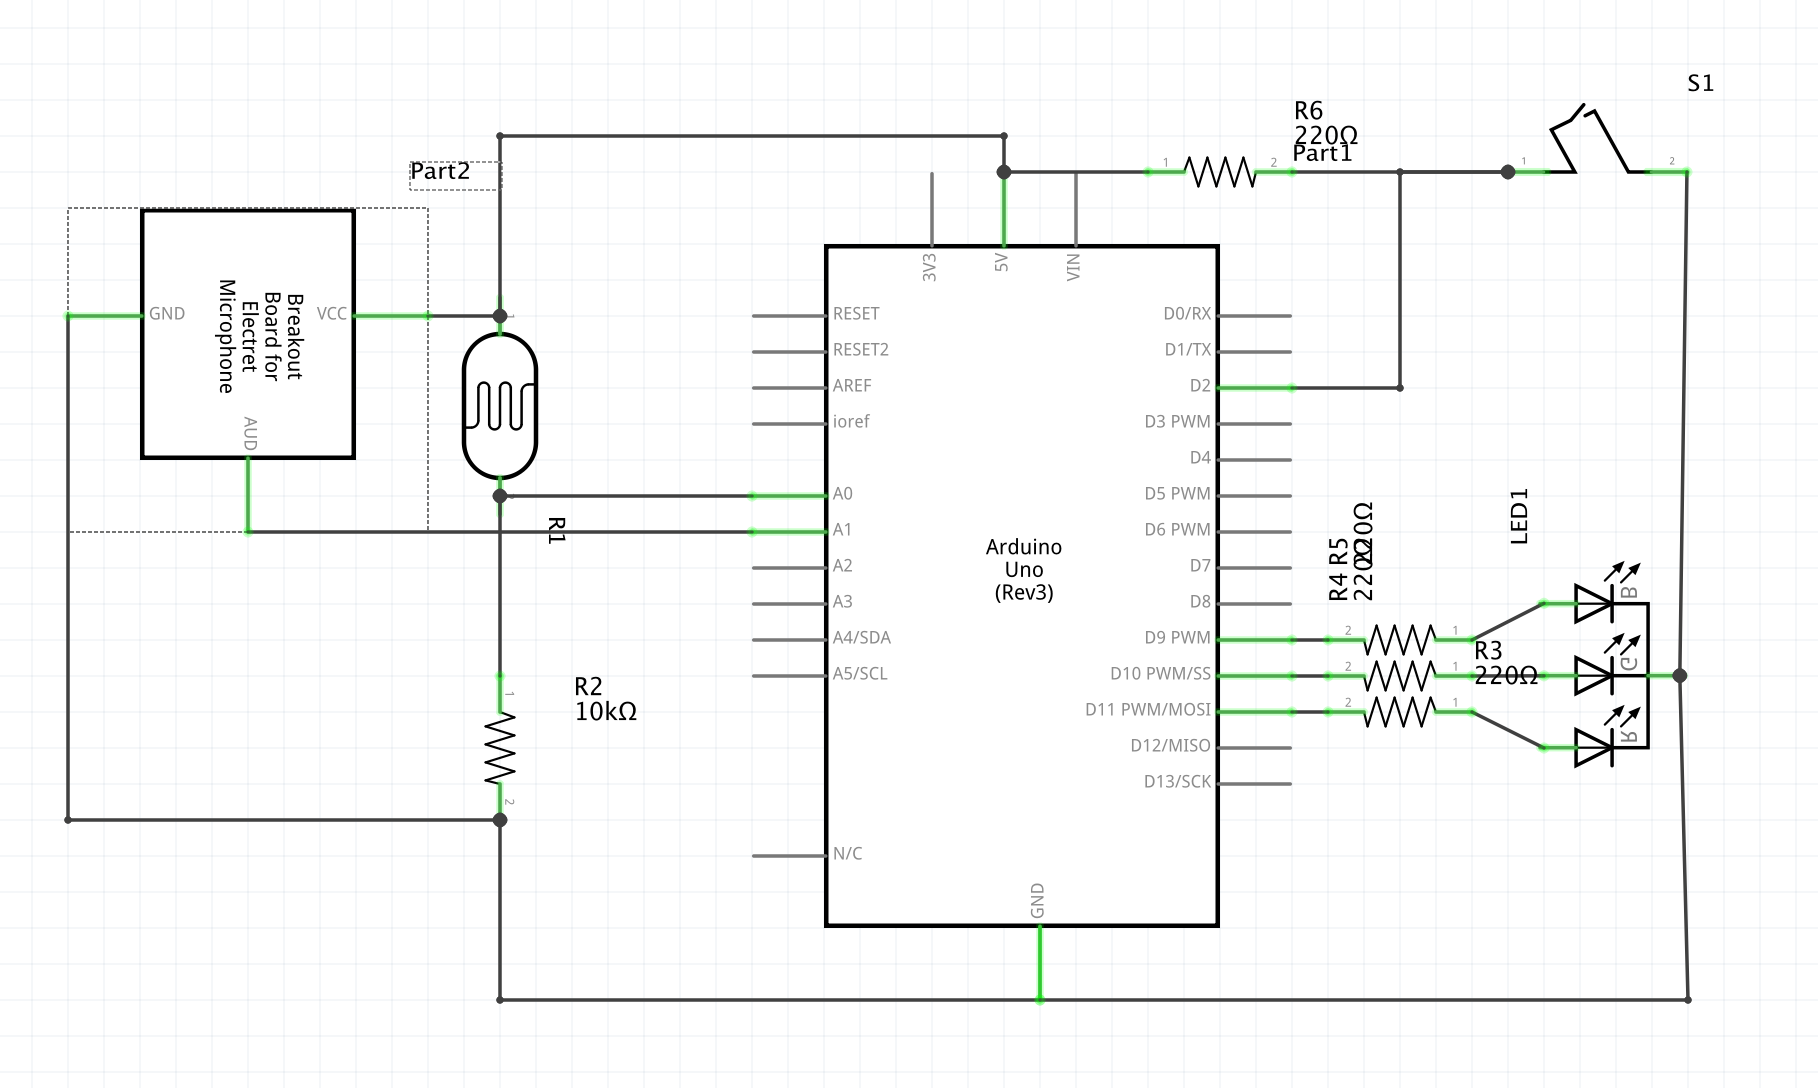 S1
R6
220Ω
Part1
1
2
1
2
Part2
3V3
5V
VIN
GND
VCC
Breakout
Board for
Electret
Microphone
AUD
1
RESET
RESET2
AREF
ioref
A0
A1
A2
A3
A4/SDA
A5/SCL
N/C
D0/RX
D1/TX
D2
D3 PWM
D4
D5 PWM
D6 PWM
D7
D8
D9 PWM
D10 PWM/SS
D11 PWM/MOSI
D12/MISO
D13/SCK
Arduino
Uno
(Rev3)
GND
R1
R2
10kΩ
1
2
R4
220Ω
R5
220Ω
LED1
2
1
2
1
2
1
R3
220Ω
B
G
R